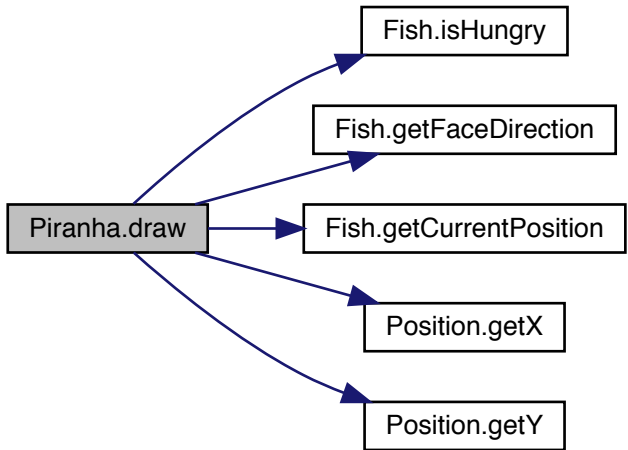 Fish.isHungry
Fish.getFaceDirection
Piranha.draw
Fish.getCurrentPosition
Position.getX
Position.getY